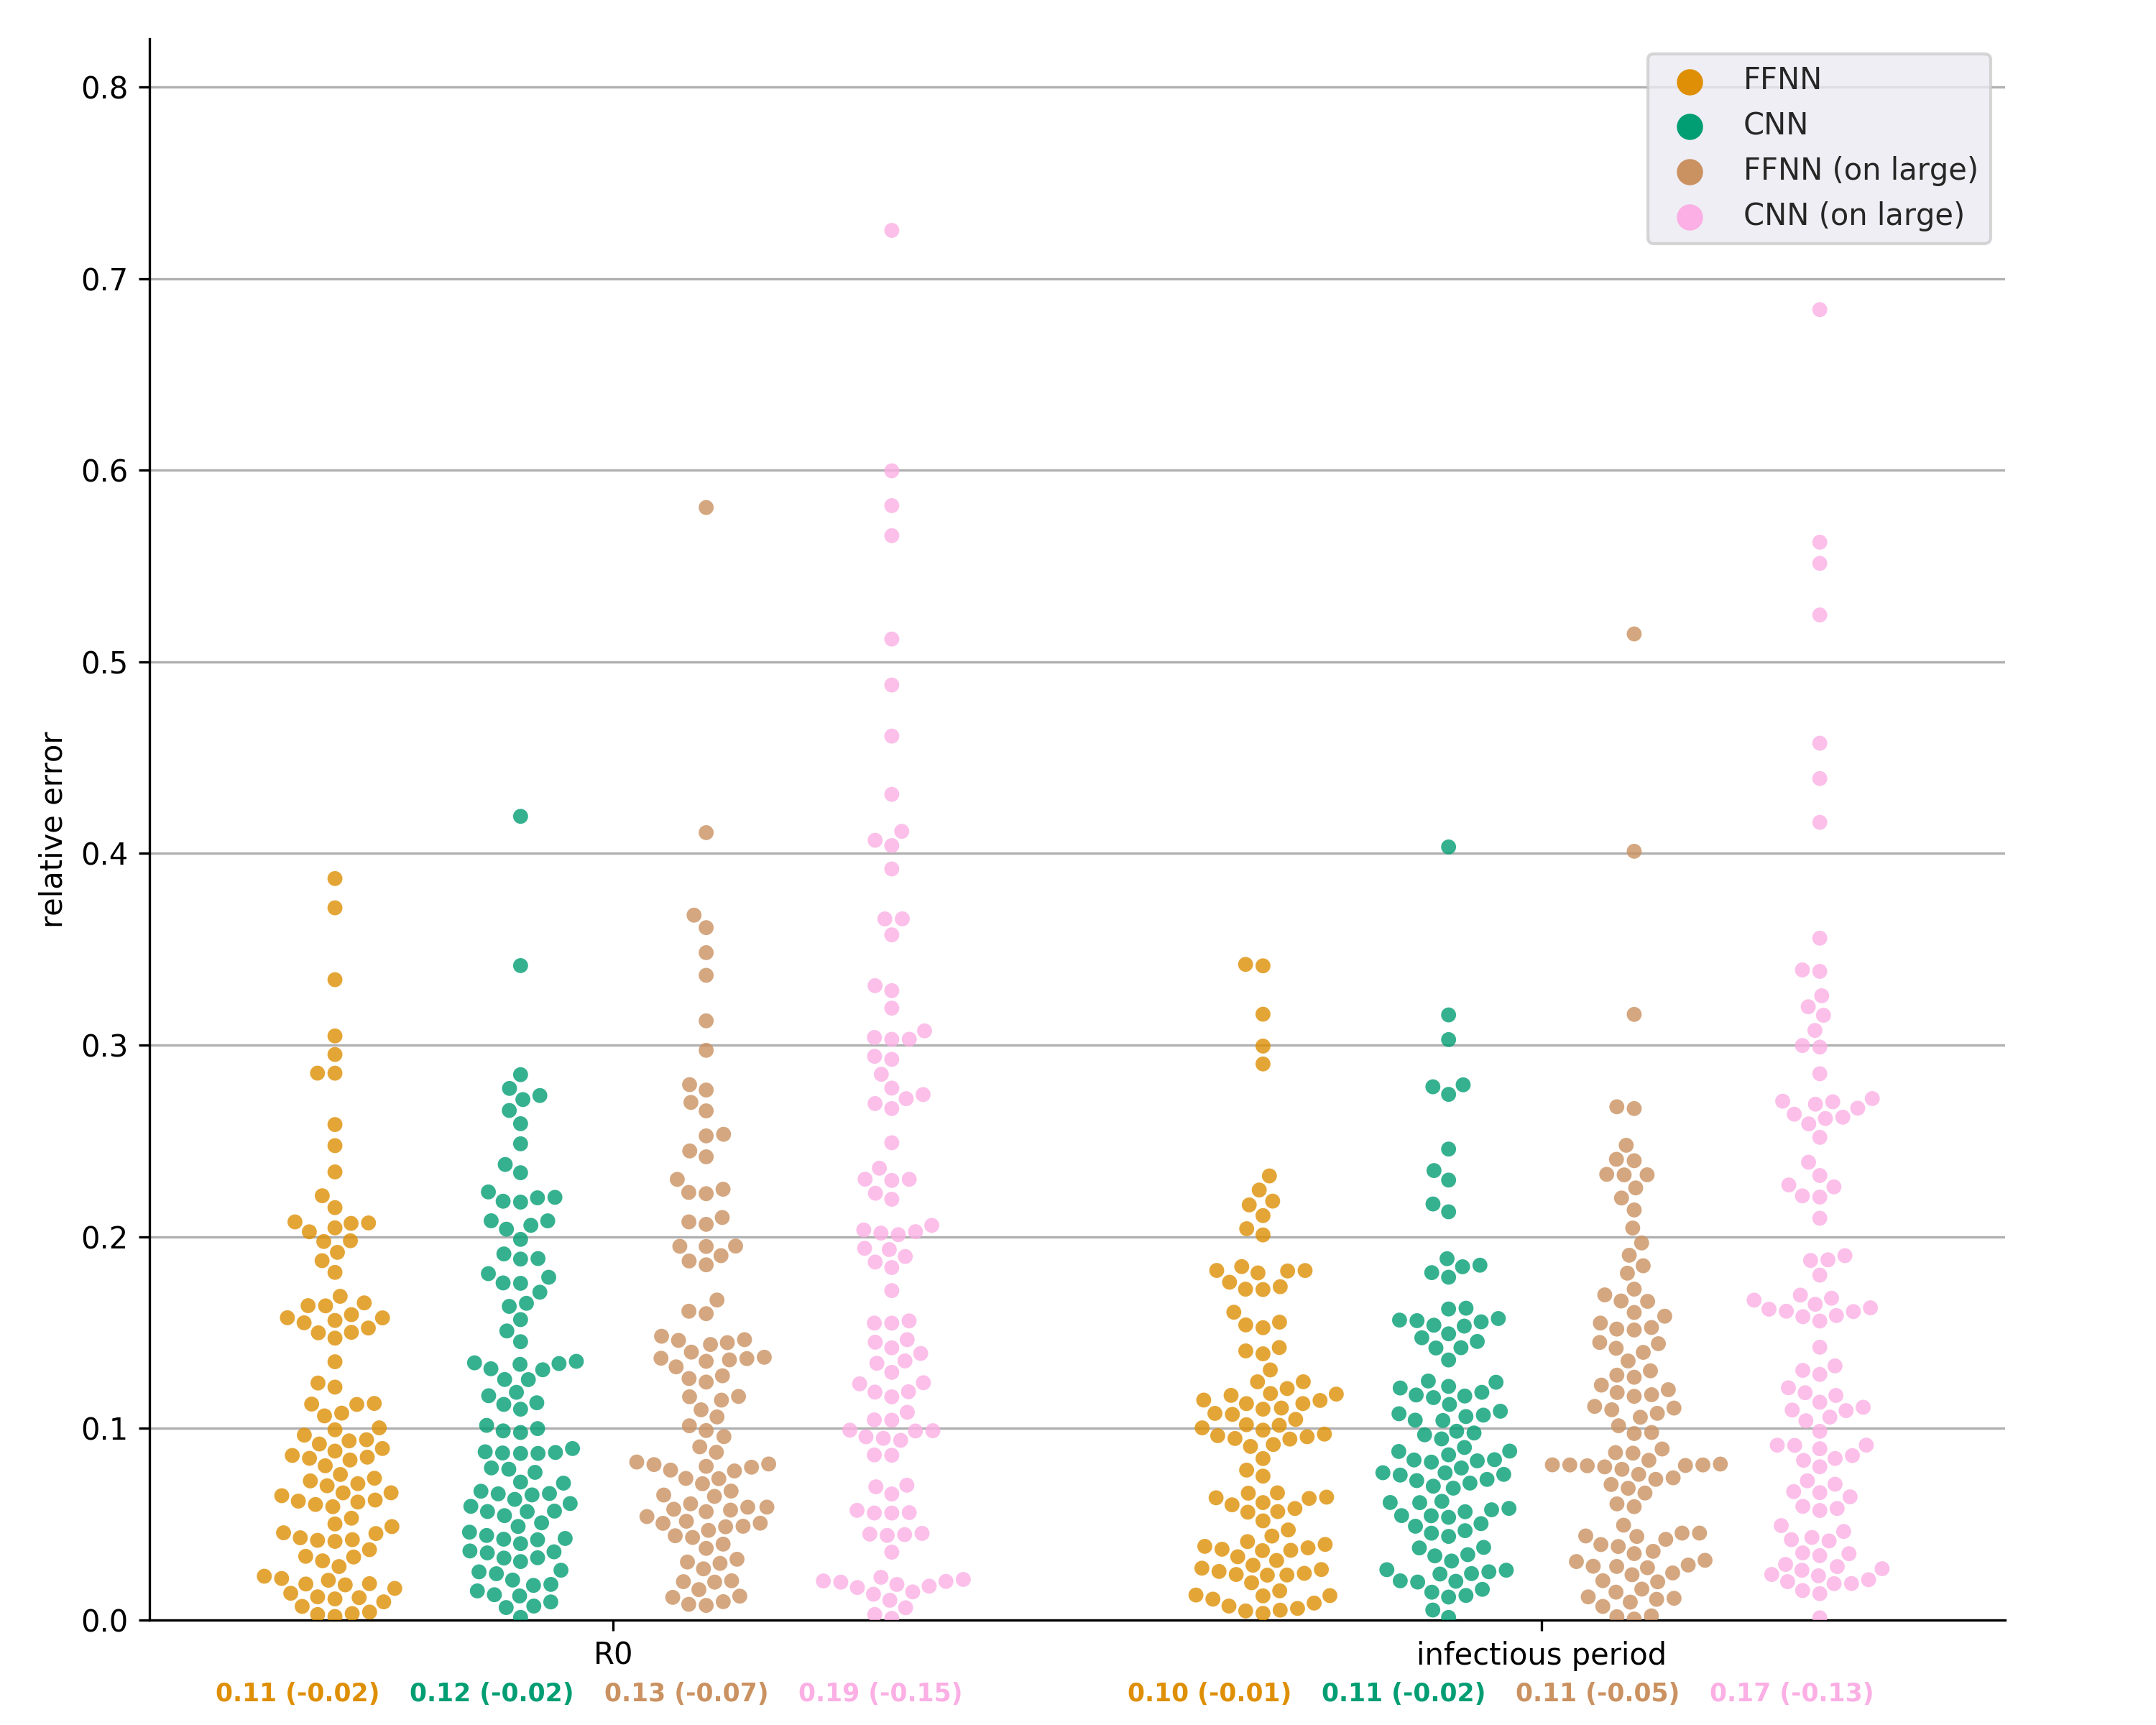 FFNN
CNN
FFNN (on large)
CNN (on large)
relative error
0.8
0.7
0.6
0.5
0.4
0.3
0.2
0.1
0.0
R0 infectious period
0.11 (-0.02) 0.12 (-0.02) 0.13 (-0.07) 0.19 (-0.15) 0.10 (-0.01) 0.11 (-0.02) 0.11 (-0.05) 0.17 (-0.13)